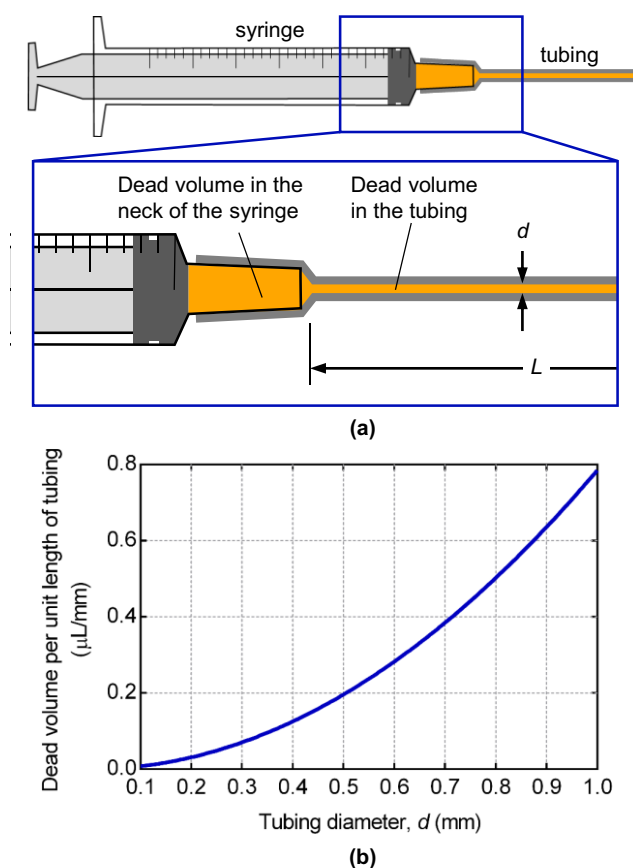 syringe
tubing
Dead volume in the
neck of the syringe
Dead volume
in the tubing
d
L
(a)
Dead volume per unit length of tubing
(μL/mm)
0.8
0.6
0.4
0.2
0.0
0.1 0.2 0.3 0.4 0.5 0.6 0.7 0.8 0.9 1.0
Tubing diameter, d (mm)
(b)